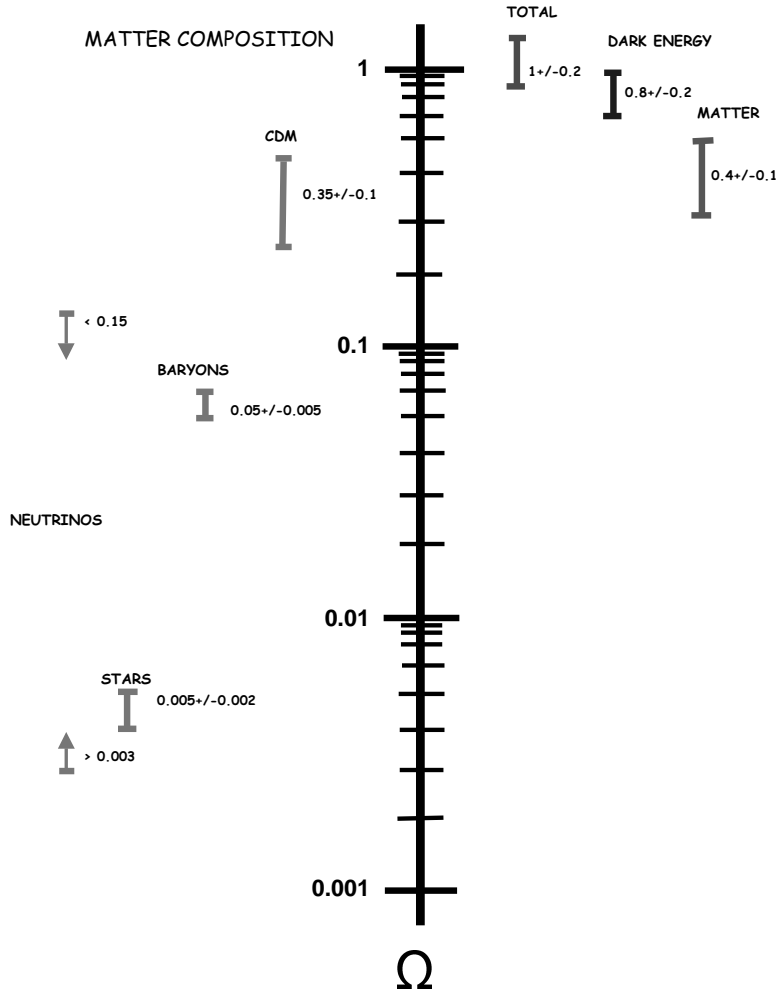 TOTAL
MATTER COMPOSITION
DARK ENERGY
1
1+/-0.2
0.8+/-0.2
MATTER
CDM
0.35+/-0.1
0.4+/-0.1
< 0.15
0.1
BARYONS
0.05+/-0.005
NEUTRINOS
0.01
STARS
0.005+/-0.002
> 0.003
0.001
Ω